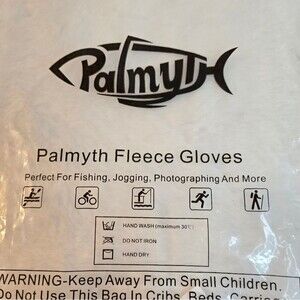 Palmyth
Palmyth Fleece Gloves
Perfect For Fishing, Jogging, Photographing And More
HAND WASH (maximum 30℃)
DO NOT IRON
HAND DRY
WARNING-Keep Away From Small Children.
Do Not Use This Bag In Cribs, Beds, Carriages